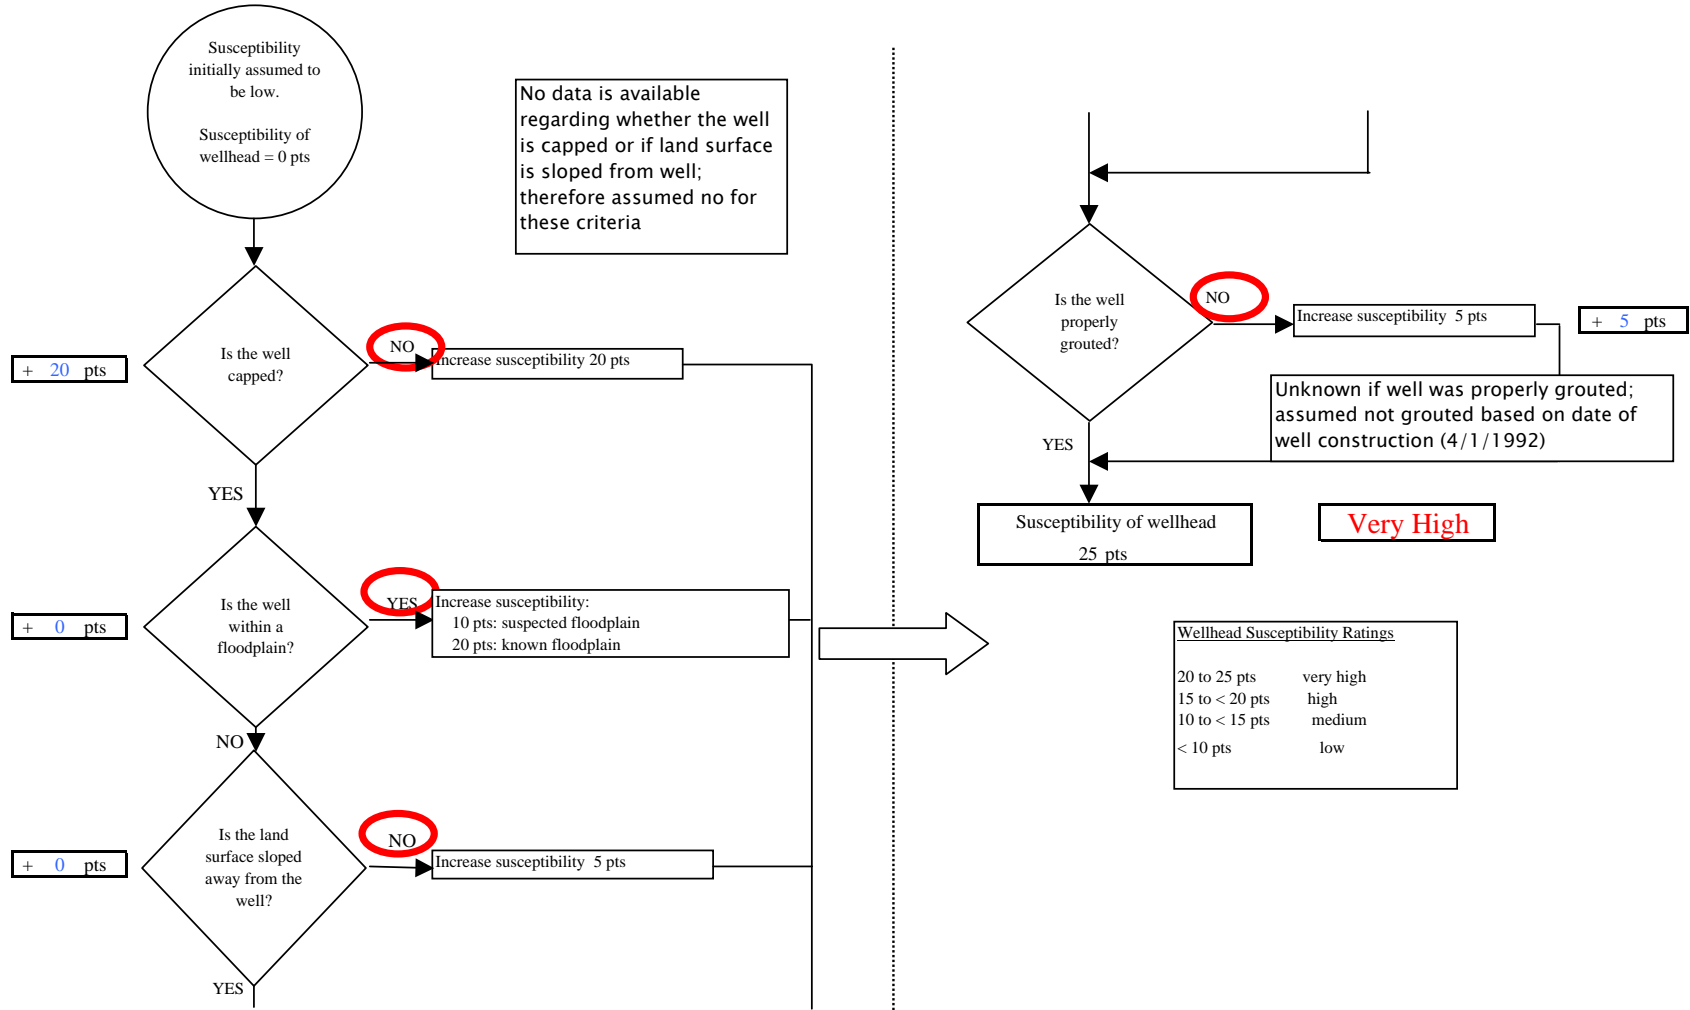 Susceptibility
initially assumed to
be low.
Susceptibility of
wellhead = 0 pts
No data is available
regarding whether the well
is capped or if land surface
is sloped from well;
therefore assumed no for
these criteria
+ 20 pts
Is the well
capped?
NO
Increase susceptibility 20 pts
YES
+ 0 pts
Is the well
within a
floodplain?
YES
Increase susceptibility:
10 pts: suspected floodplain
20 pts: known floodplain
NO
+ 0 pts
Is the land
surface sloped
away from the
well?
NO
Increase susceptibility 5 pts
YES
Is the well
properly
grouted?
NO
Increase susceptibility 5 pts
+ 5 pts
Unknown if well was properly grouted;
assumed not grouted based on date of
well construction (4/1/1992)
YES
Susceptibility of wellhead
25 pts
Very High
Wellhead Susceptibility Ratings
20 to 25 pts very high
15 to < 20 pts high
10 to < 15 pts medium
< 10 pts low